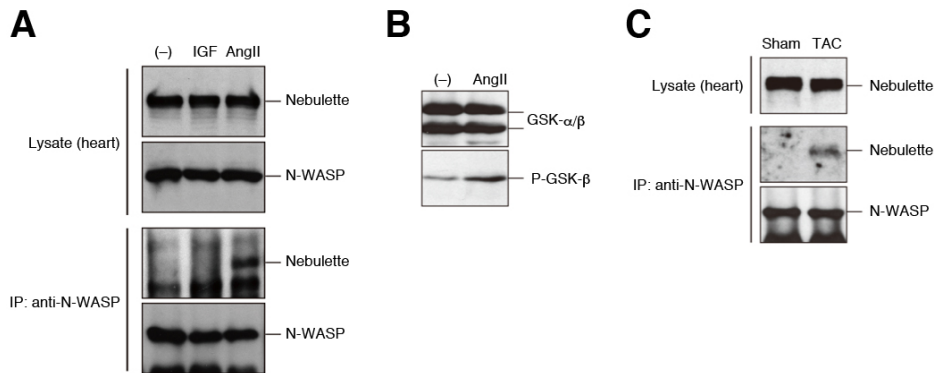 A
(–) IGF AngII
Lysate (heart)
Nebulette
N-WASP
IP: anti-N-WASP
Nebulette
N-WASP
B
(–) AngII
GSK-α/β
P-GSK-β
C
Sham TAC
Lysate (heart)
Nebulette
IP: anti-N-WASP
Nebulette
N-WASP